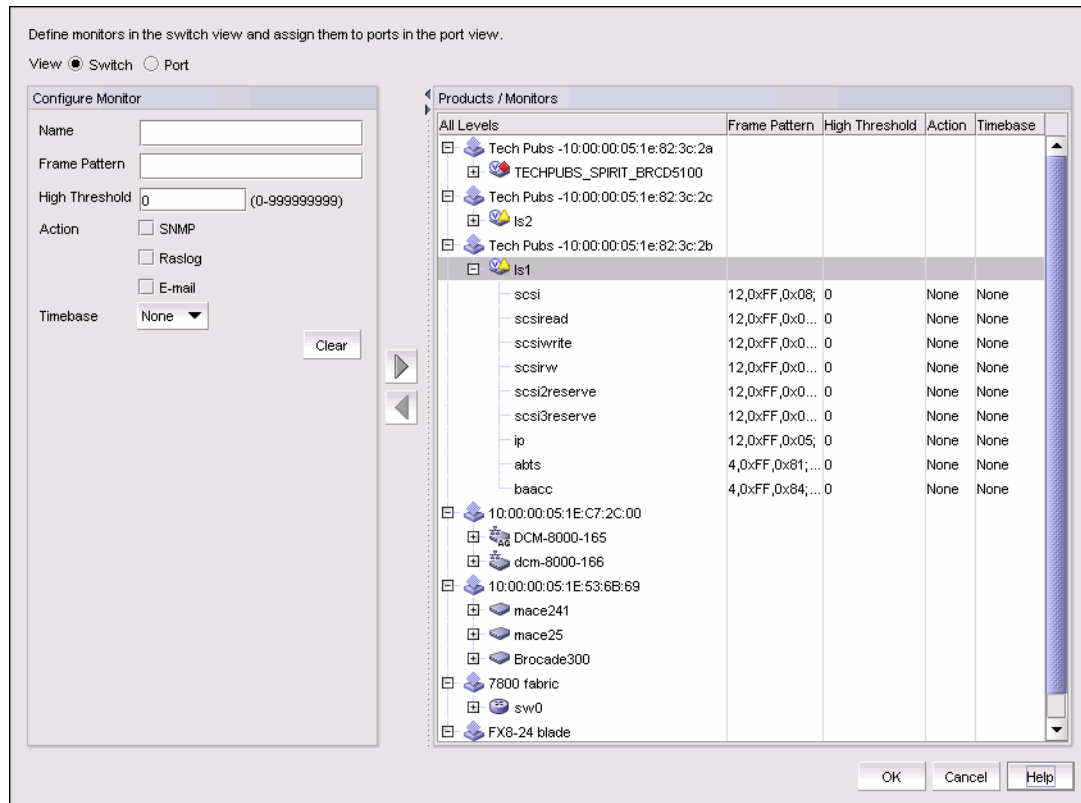 Define monitors in the switch view and assign them to ports in the port view.
View Switch Port
Configure Monitor
Name
Frame Pattern
High Threshold 0 (0-999999999)
Action SNMP
Raslog
E-mail
Timebase None
Clear
Products / Monitors
All Levels Frame Pattern High Threshold Action Timebase
Tech Pubs -10:00:00:05:1e:82:3c:2a
TECHPUBS_SPIRIT_BRCD5100
Tech Pubs -10:00:00:05:1e:82:3c:2c
ls2
Tech Pubs -10:00:00:05:1e:82:3c:2b
ls1
scsi 12,0xFF,0x08; 0 None None
scsiread 12,0xFF,0x0... 0 None None
scsiwrite 12,0xFF,0x0... 0 None None
scsirw 12,0xFF,0x0... 0 None None
scsi2reserve 12,0xFF,0x0... 0 None None
scsi3reserve 12,0xFF,0x0... 0 None None
ip 12,0xFF,0x05; 0 None None
abts 4,0xFF,0x81;... 0 None None
baacc 4,0xFF,0x84;... 0 None None
10:00:00:05:1E:C7:2C:00
AG DCM-8000-165
dcm-8000-166
10:00:00:05:1E:53:6B:69
mace241
mace25
Brocade300
7800 fabric
sw0
FX8-24 blade
OK Cancel Help